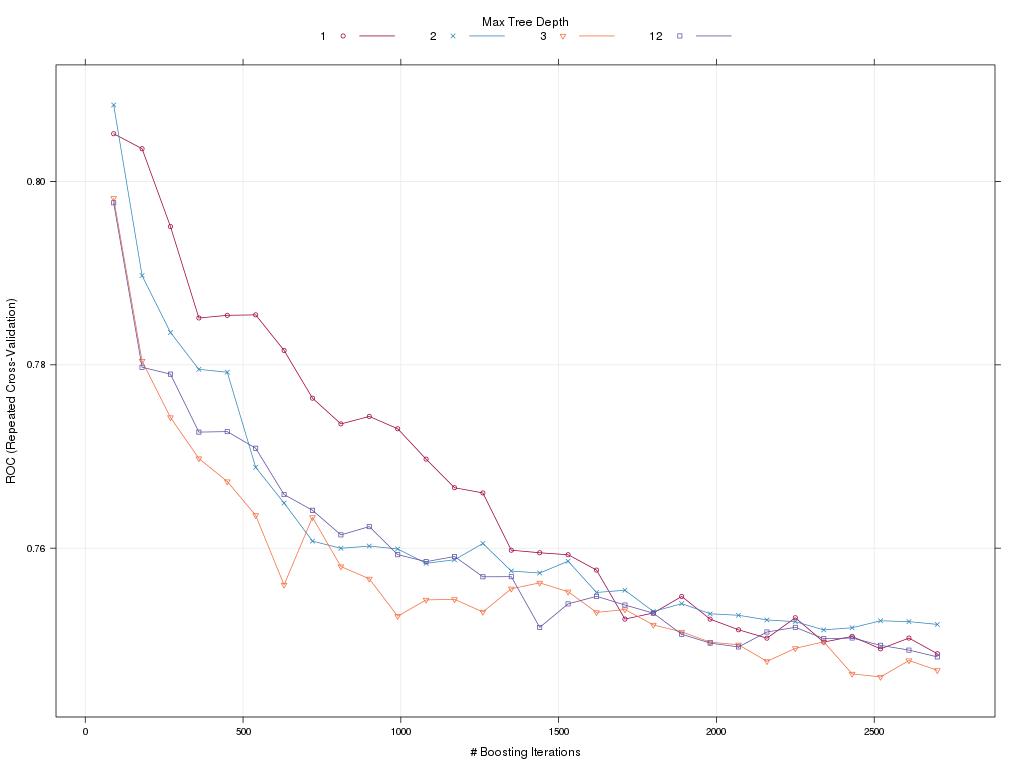 Max Tree Depth
1 2 3 12
0.80
0.78
0.76
ROC (Repeated Cross-Validation)
0 500 1000 1500 2000 2500
# Boosting Iterations